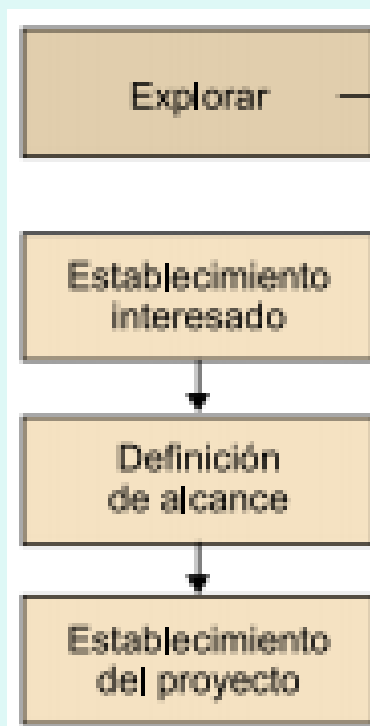 Explorar
Establecimiento
interesado
Definición
de alcance
Establecimiento
del proyecto